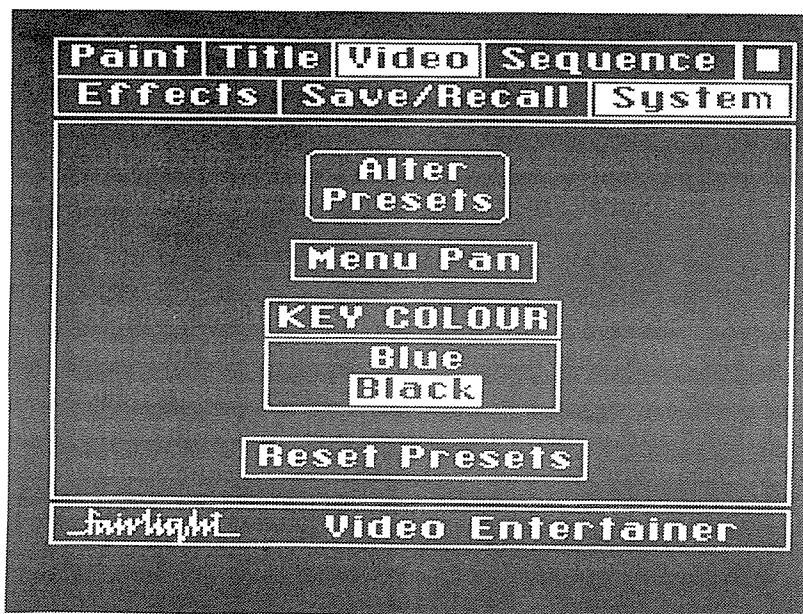 Paint Title Video Sequence
Effects Save/Recall System
Alter
Presets
Menu Pan
KEY COLOUR
Blue
Black
Reset Presets
fairlight Video Entertainer